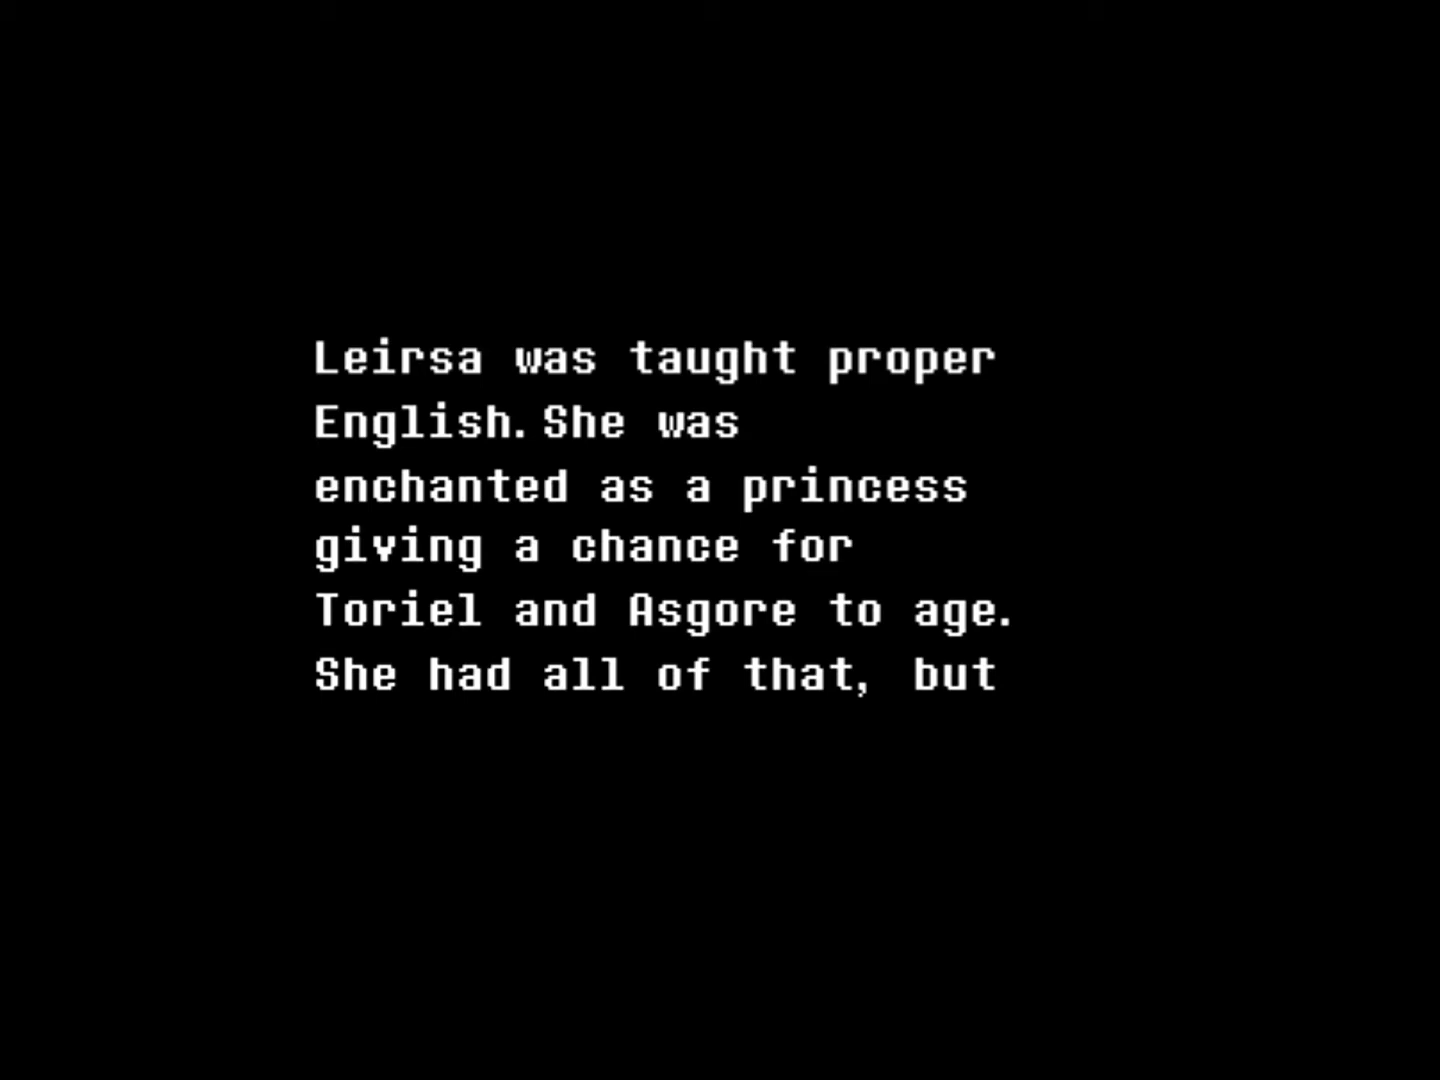 Leirsa was taught proper
English. She was
enchanted as a princess
giving a chance for
Toriel and Asgore to age.
She had all of that, but